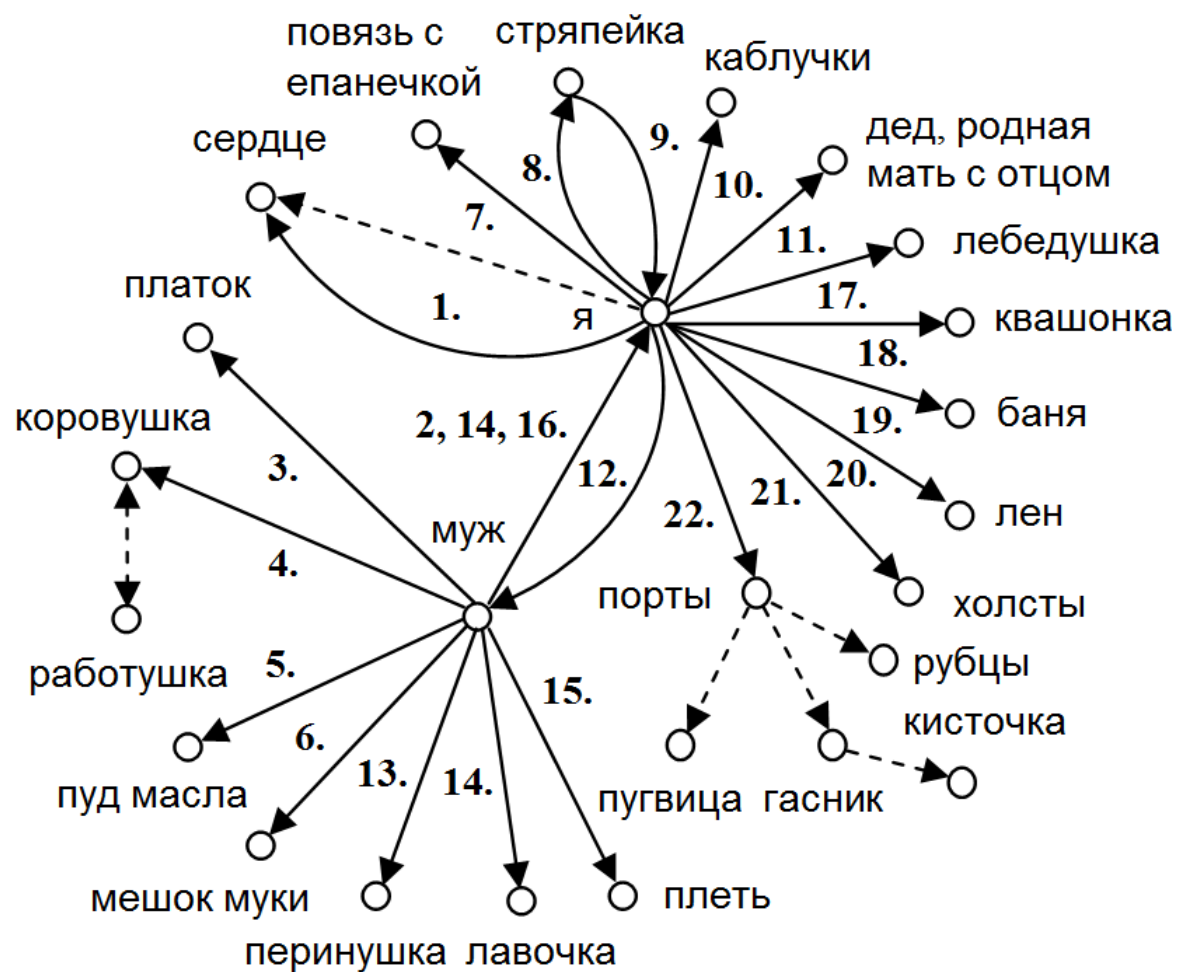 повязь с
епанечкой
стряпейка
каблучки
сердце
дед, родная
мать с отцом
8.
9.
10.
7.
11.
лебедушка
платок
1.
я
17.
квашонка
18.
коровушка
2, 14, 16.
баня
19.
3.
12.
21.
20.
22.
лен
муж
4.
порты
холсты
работушка
5.
15.
рубцы
6.
кисточка
13.
14.
пуд масла
пугвица
гасник
мешок муки
плеть
перинушка
лавочка